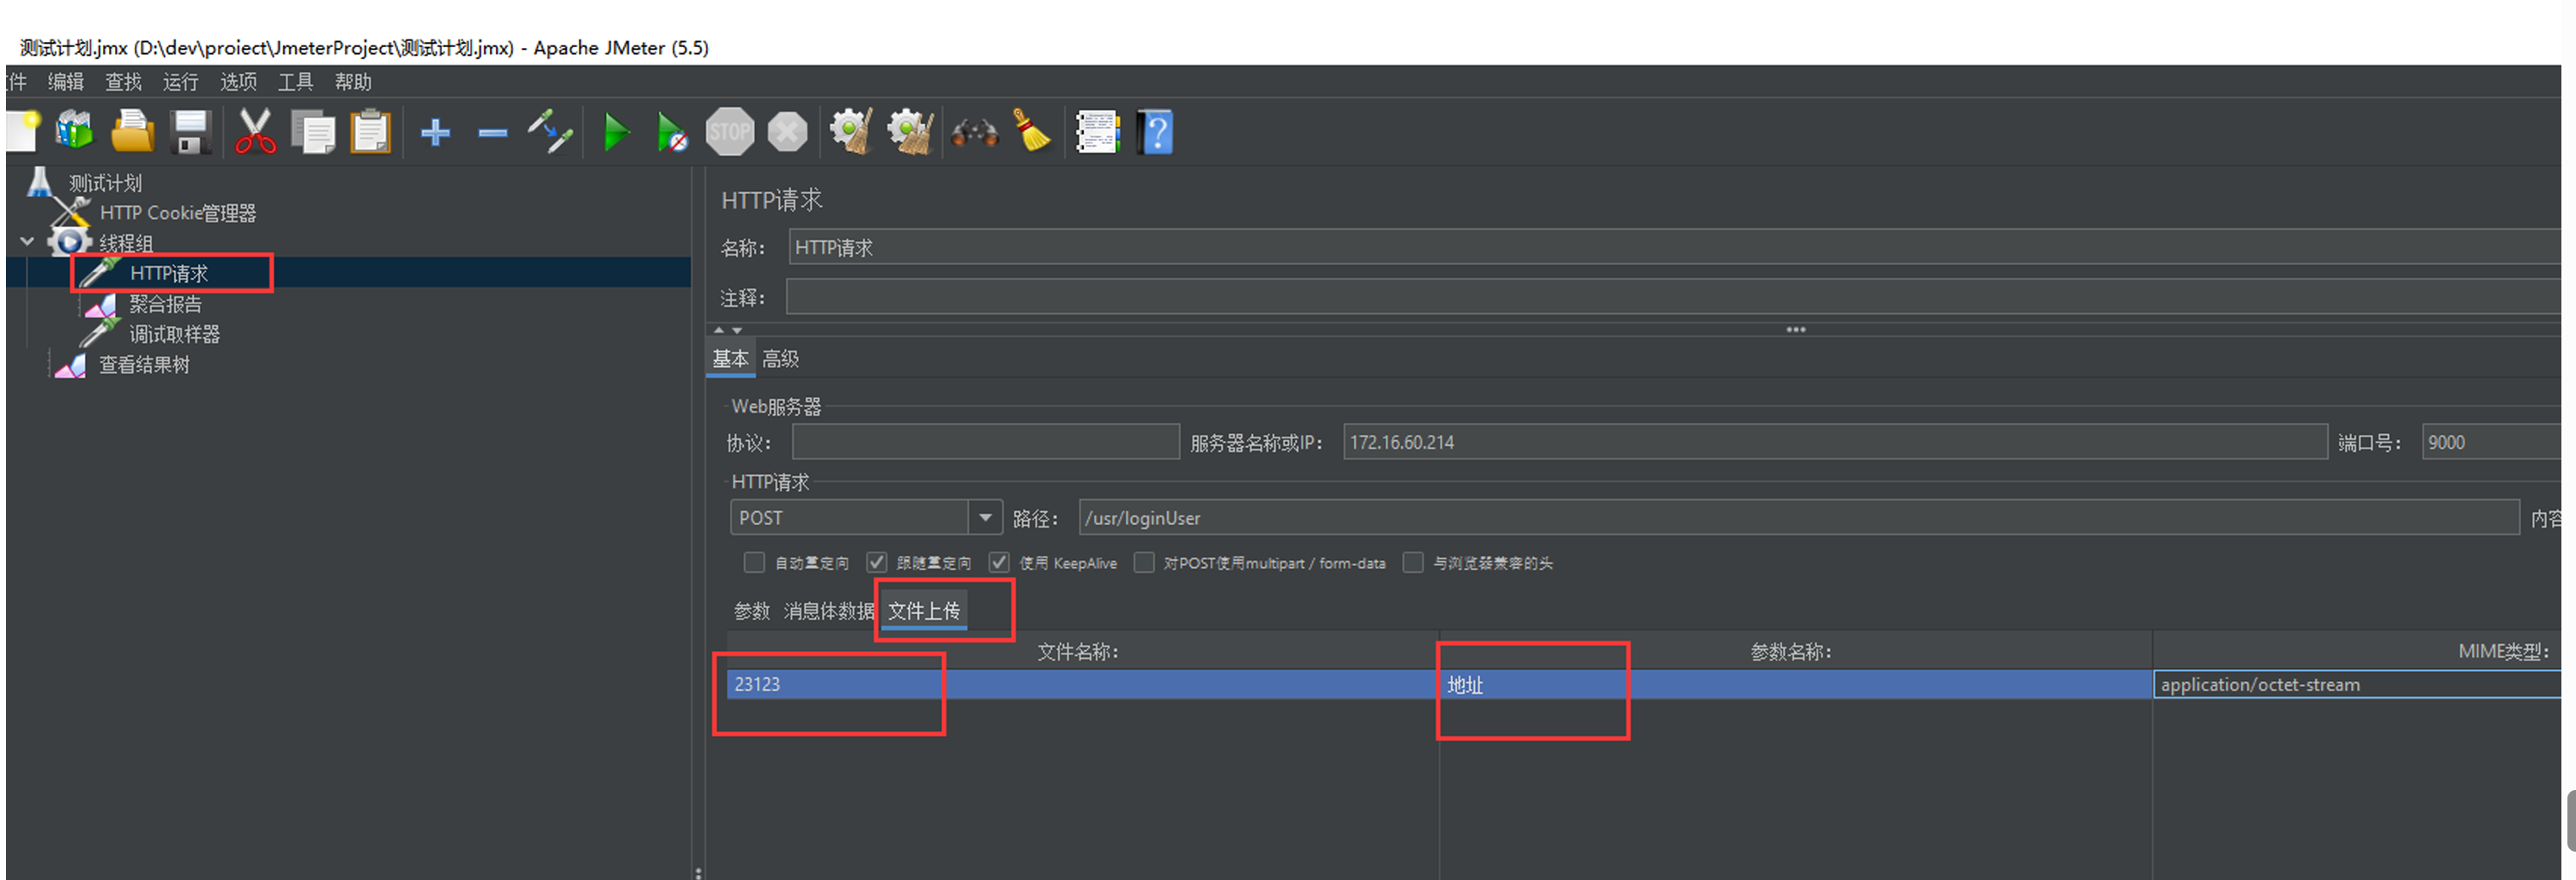 测试计划.jmx (D:\dev\proiect\JmeterProject\测试计划.jmx) - Apache JMeter (5.5)
件 编辑 查找 运行 选项 工具 帮助
STOP
测试计划
HTTP Cookie管理器
线程组
HTTP请求
聚合报告
调试取样器
查看结果树
HTTP请求
名称： HTTP请求
注释：
基本 高级
Web服务器
协议： 服务器名称或IP： 172.16.60.214 端口号： 9000
HTTP请求
POST 路径： /usr/loginUser 内容
自动重定向 跟随重定向 使用 KeepAlive 对POST使用multipart / form-data 与浏览器兼容的头
参数 消息体数据 文件上传
文件名称： 参数名称： MIME类型：
23123 地址 application/octet-stream